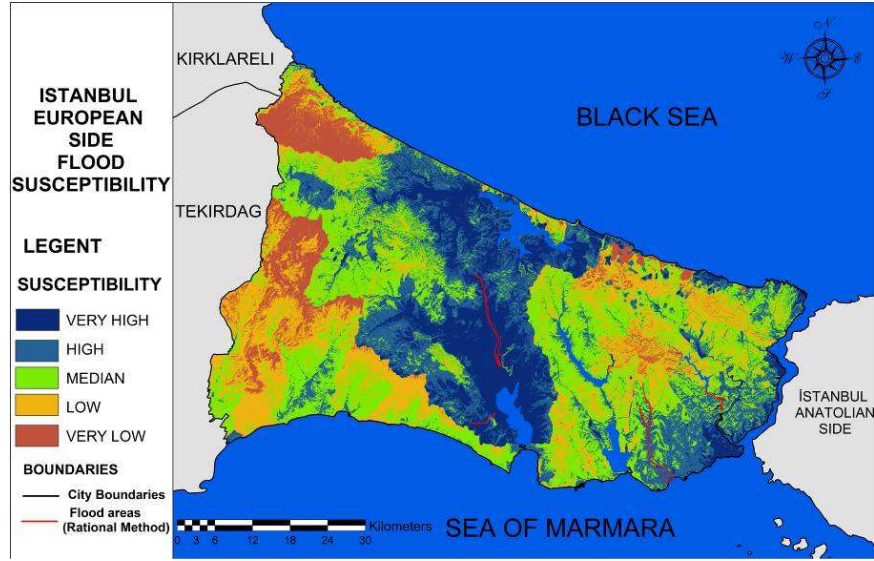 ISTANBUL
EUROPEAN
SIDE
FLOOD
SUSCEPTIBILITY
LEGENT
SUSCEPTIBILITY
VERY HIGH
HIGH
MEDIAN
LOW
VERY LOW
BOUNDARIES
City Boundaries
Flood areas
(Rational Method)
KIRKLARELI
TEKIRDAG
BLACK SEA
N
W E
S
İSTANBUL
ANATOLIAN
SIDE
SEA OF MARMARA
Kilometers
0 3 6 12 18 24 30